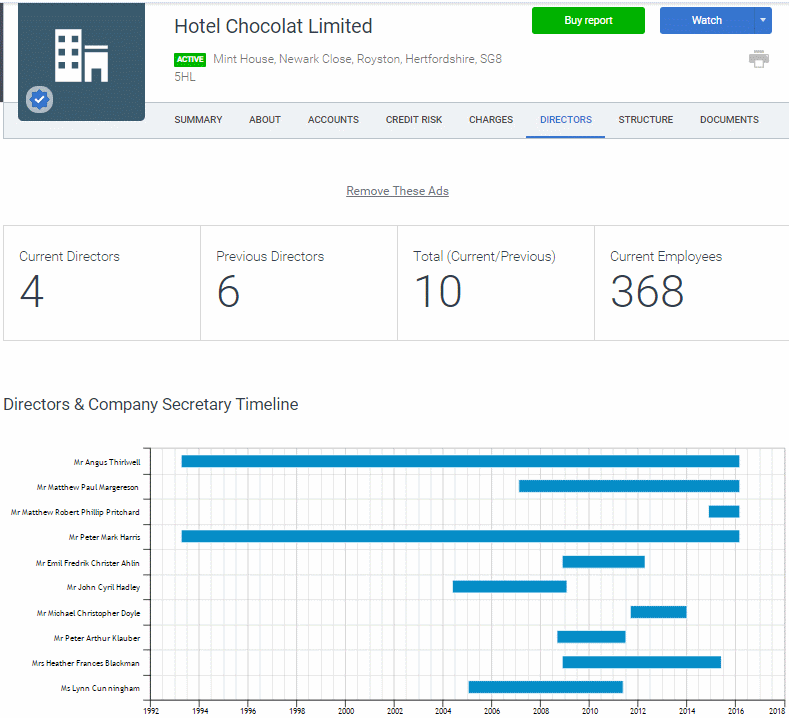 Hotel Chocolat Limited
Buy report
Watch
ACTIVE Mint House, Newark Close, Royston, Hertfordshire, SG8
5HL
SUMMARY ABOUT ACCOUNTS CREDIT RISK CHARGES DIRECTORS STRUCTURE DOCUMENTS
Remove These Ads
Current Directors Previous Directors Total (Current/Previous) Current Employees
4 6 10 368
Directors & Company Secretary Timeline
Mr Angus Thirlwell
Mr Matthew Paul Margereson
Mr Matthew Robert Phillip Pritchard
Mr Peter Mark Harris
Mr Emil Fredrik Christer Ahlin
Mr John Cyril Hadley
Mr Michael Christopher Doyle
Mr Peter Arthur Klauber
Mrs Heather Frances Blackman
Ms Lynn Cunningham
1992 1994 1996 1998 2000 2002 2004 2006 2008 2010 2012 2014 2016 2018